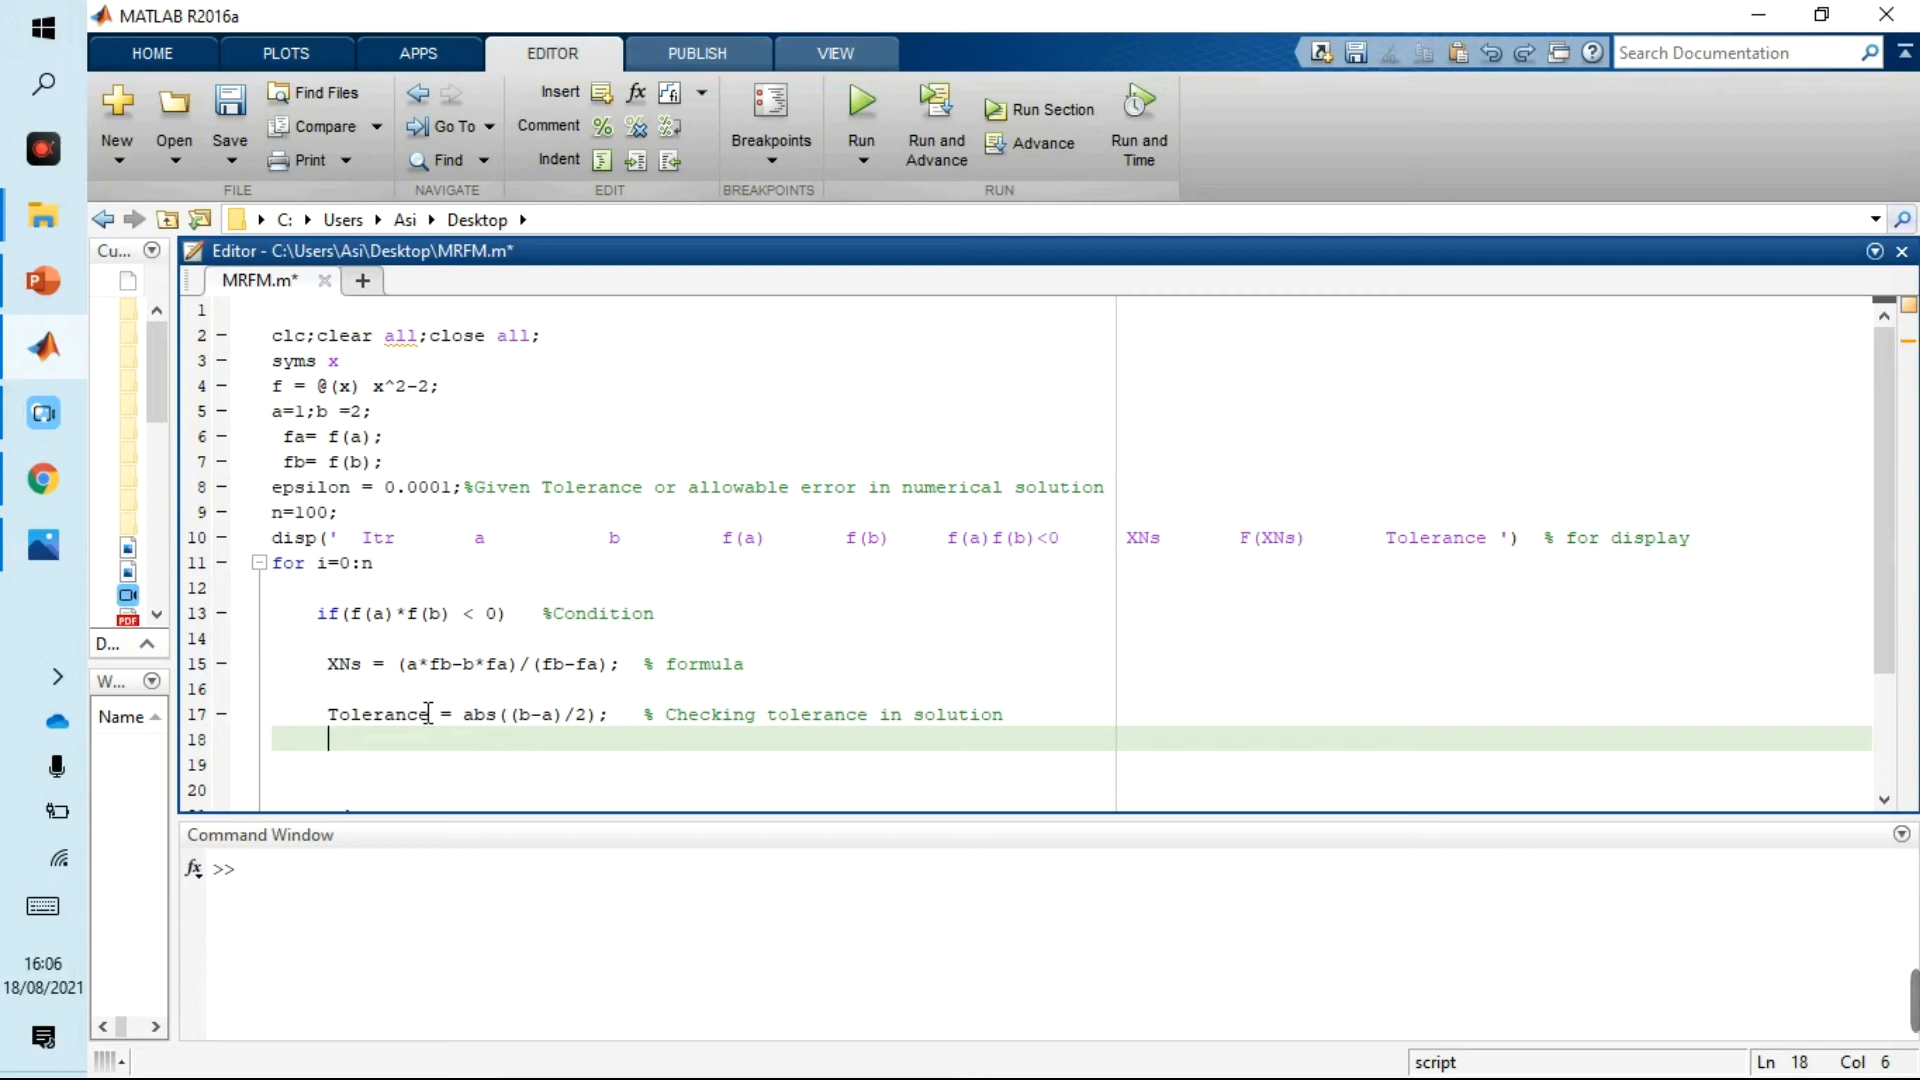 MATLAB R2016a
HOME PLOTS APPS EDITOR PUBLISH VIEW Search Documentation
Find Files Insert fx Run Section
New Open Save Compare Go To Comment Breakpoints Run Run and Advance Advance Run and Time
Print Find Indent
FILE NAVIGATE EDIT BREAKPOINTS RUN
C: Users Asi Desktop
Cu... Editor - C:\Users\Asi\Desktop\MRFM.m*
MRFM.m*
1
2 clc;clear all;close all;
3 syms x
4 f = @(x) x^2-2;
5 a=1;b =2;
6 fa= f(a);
7 fb= f(b);
8 epsilon = 0.0001;%Given Tolerance or allowable error in numerical solution
9 n=100;
10 disp(' Itr a b f(a) f(b) f(a)f(b)<0 XNs F(XNs) Tolerance ') % for display
11 for i=0:n
12
13 if(f(a)*f(b) < 0) %Condition
14
15 XNs = (a*fb-b*fa)/(fb-fa); % formula
16
17 Tolerance = abs((b-a)/2); % Checking tolerance in solution
18
19
20
PDF
D...
W...
Name
Command Window
fx >>
16:06
18/08/2021
script Ln 18 Col 6